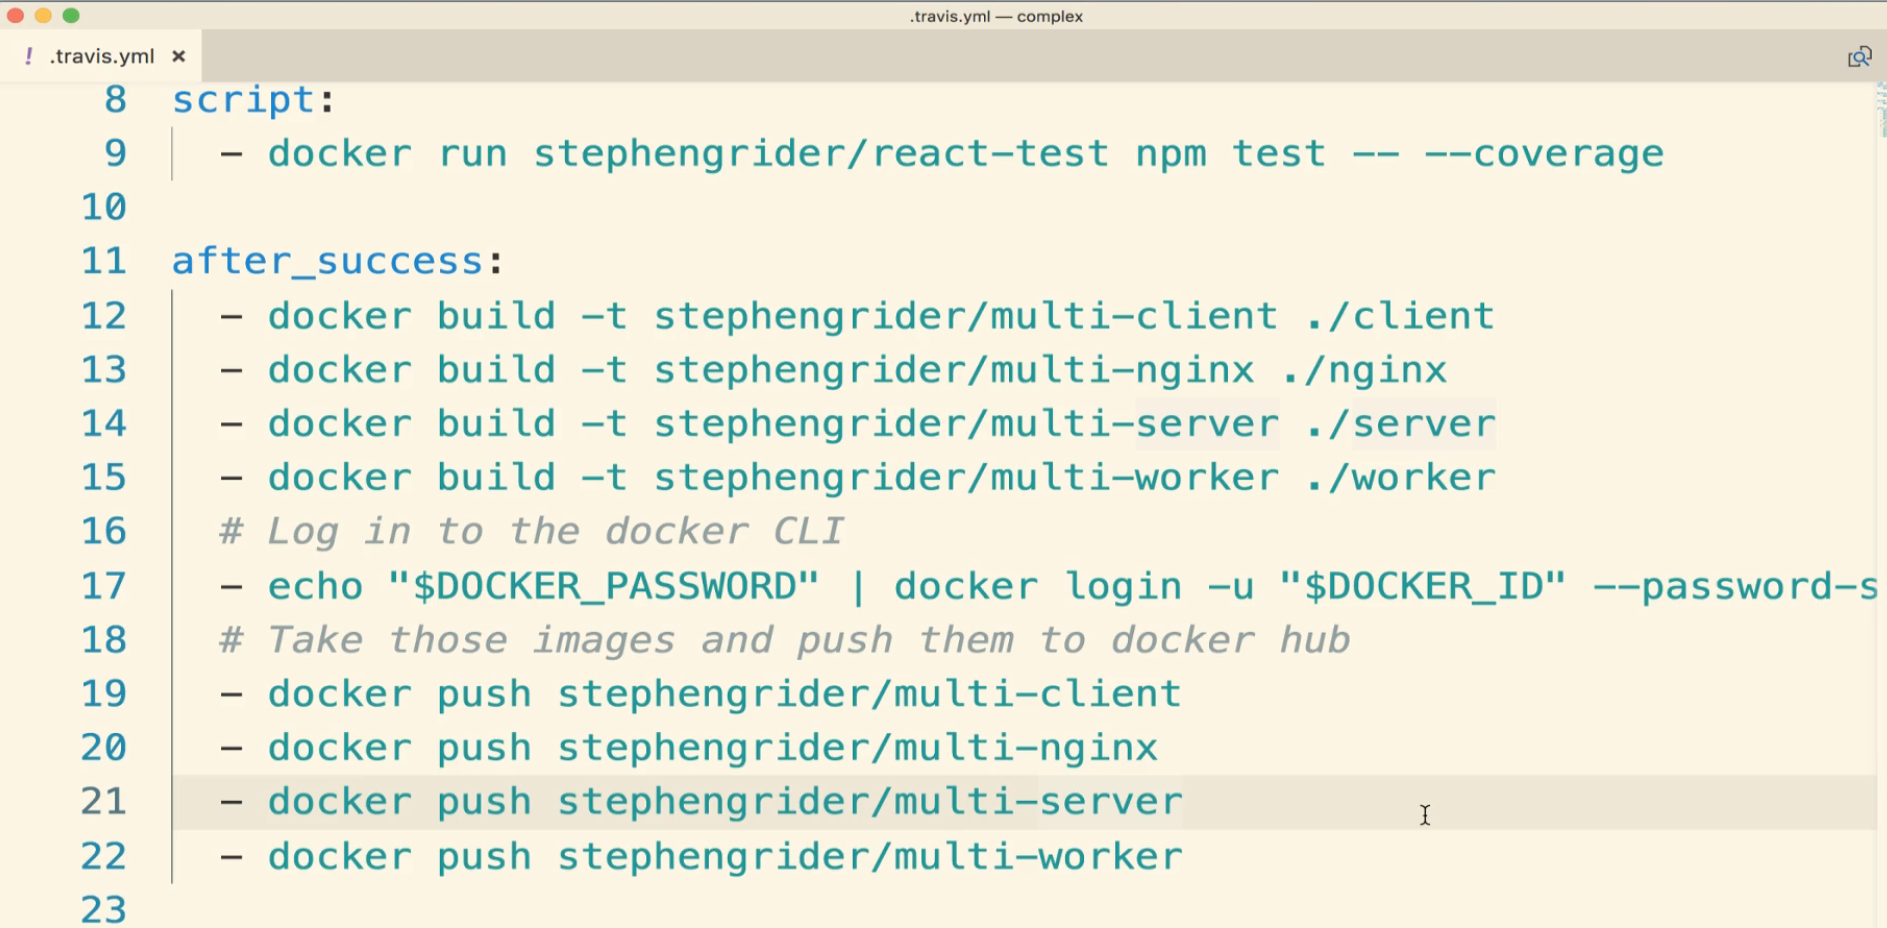 .travis.yml — complex
! .travis.yml ×
8 script:
9 - docker run stephengrider/react-test npm test -- --coverage
10
11 after_success:
12 - docker build -t stephengrider/multi-client ./client
13 - docker build -t stephengrider/multi-nginx ./nginx
14 - docker build -t stephengrider/multi-server ./server
15 - docker build -t stephengrider/multi-worker ./worker
16 # Log in to the docker CLI
17 - echo "$DOCKER_PASSWORD" | docker login -u "$DOCKER_ID" --password-s
18 # Take those images and push them to docker hub
19 - docker push stephengrider/multi-client
20 - docker push stephengrider/multi-nginx
21 - docker push stephengrider/multi-server
22 - docker push stephengrider/multi-worker
23